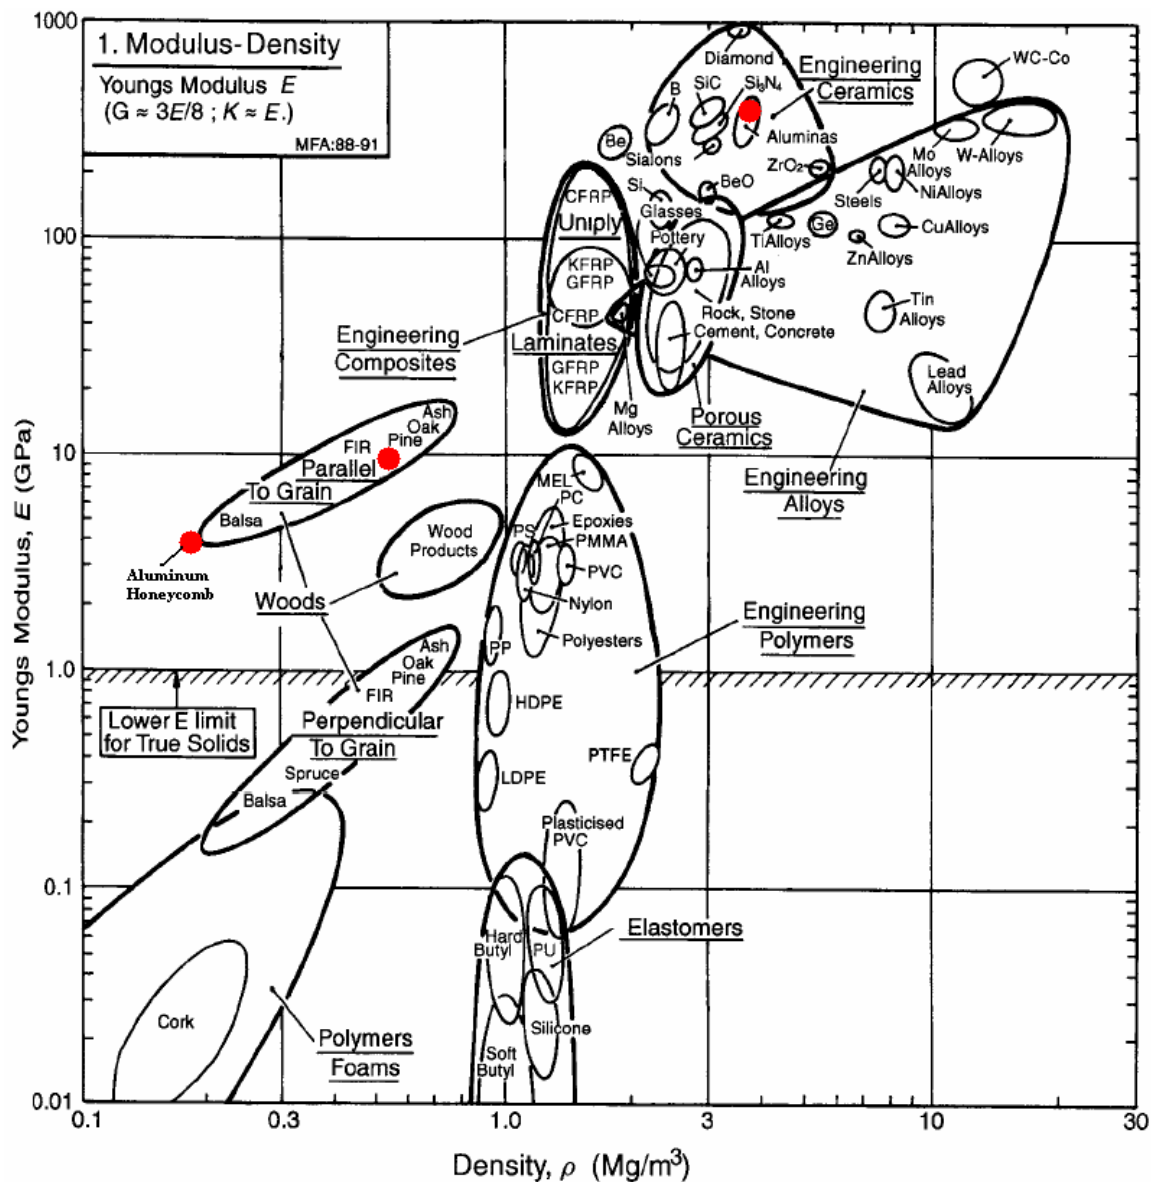 1. Modulus-Density
Youngs Modulus E
(G ≈ 3E/8 ; K ≈ E.)
MFA:88-91
1000
100
10
1.0
0.1
0.01
Youngs Modulus, E (GPa)
Diamond
Engineering
Ceramics
B
SiC
Si₃N₄
WC-Co
Be
Sialons
Aluminas
ZrO₂
Mo
Alloys
W-Alloys
Si
BeO
Steels
NiAlloys
CFRP
Uniply
Glasses
Pottery
TiAlloys
Ge
CuAlloys
ZnAlloys
KFRP
GFRP
Al
Alloys
CFRP
Laminates
Rock, Stone
Cement, Concrete
Tin
Alloys
Engineering
Composites
GFRP
KFRP
Lead
Alloys
Mg
Alloys
Porous
Ceramics
Ash
Oak
Pine
FIR
Parallel
To Grain
Balsa
Engineering
Alloys
MEL
PC
Epoxies
PS
PMMA
PVC
Nylon
Polyesters
Wood
Products
Aluminum
Honeycomb
Woods
Engineering
Polymers
PP
Ash
Oak
Pine
FIR
HDPE
Lower E limit
for True Solids
Perpendicular
To Grain
PTFE
LDPE
Spruce
Balsa
Plasticised
PVC
Elastomers
Hard
Butyl
PU
Cork
Silicone
Polymers
Foams
Soft
Butyl
0.1
0.3
1.0
3
10
30
Density, ρ (Mg/m³)